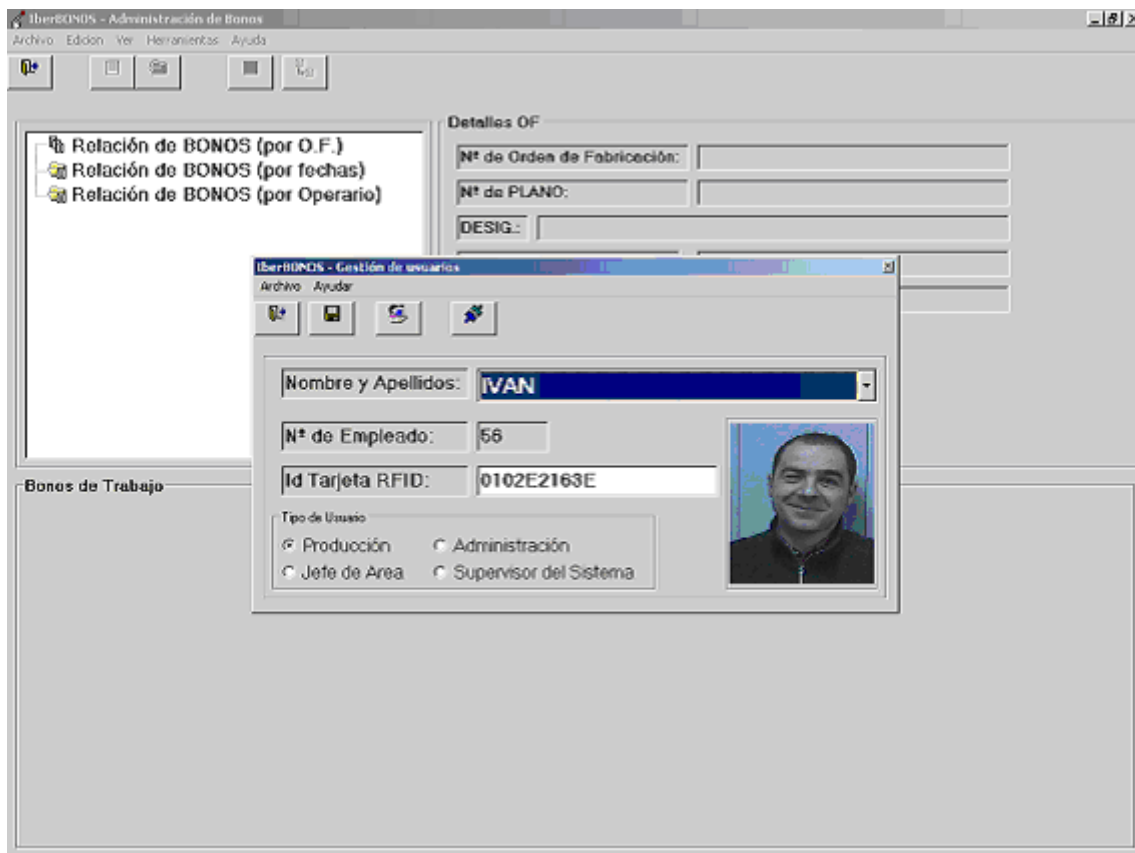 IberBONOS - Administración de Bonos
Archivo Edicion Ver Herramientas Ayuda
Relación de BONOS (por O.F.)
Relación de BONOS (por fechas)
Relación de BONOS (por Operario)
Detalles OF
Nº de Orden de Fabricación:
Nº de PLANO:
DESIG.:
IberBONOS - Gestión de usuarios
Archivo Ayudar
Nombre y Apellidos: IVAN
Nº de Empleado: 56
Id Tarjeta RFID: 0102E2163E
Tipo de Usuario
Producción Administración
Jefe de Area Supervisor del Sistema
Bonos de Trabajo